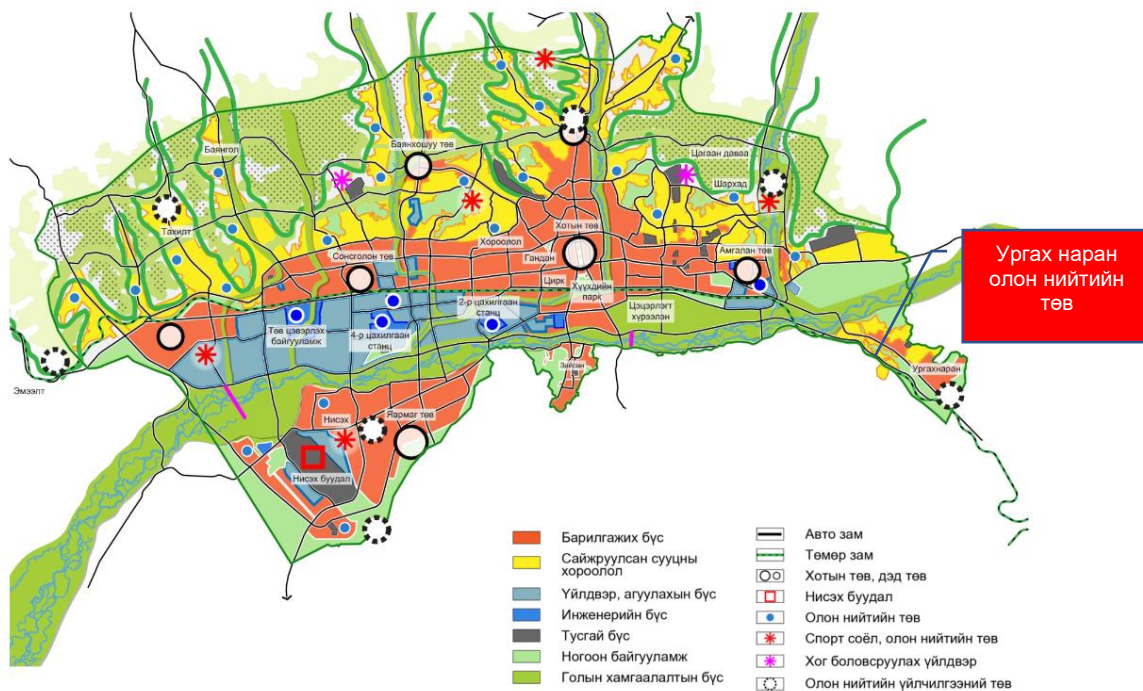 Баянхошуу төв
Цагаан даваа
Баянгол
Шархад
Тахилт
Хороолол
Хотын төв
Гандан
Сонсголон төв
Амгалан төв
Цирк
Хүүхдийн
парк
2-р цахилгаан
станц
Цэцэрлэгт
хүрээлэн
Төв цэвэрлэх
байгууламж
4-р цахилгаан
станц
Ургах наран
олон нийтийн
төв
Зайсан
Ургахнаран
Эмээлт
Нисэх
Яармаг төв
Нисэх буудал
Барилгажих бүс
Сайжруулсан сууцны
хороолол
Үйлдвэр, агуулахын бүс
Инженерийн бүс
Тусгай бүс
Ногоон байгууламж
Голын хамгаалалтын бүс
Авто зам
Төмөр зам
Хотын төв, дэд төв
Нисэх буудал
Олон нийтийн төв
Спорт соёл, олон нийтийн төв
Хог боловсруулах үйлдвэр
Олон нийтийн үйлчилгээний төв